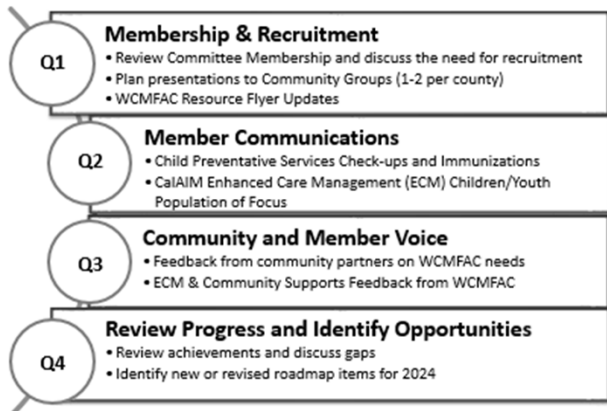 Q1
Membership & Recruitment
• Review Committee Membership and discuss the need for recruitment
• Plan presentations to Community Groups (1-2 per county)
• WCMFAC Resource Flyer Updates
Q2
Member Communications
• Child Preventative Services Check-ups and Immunizations
• CalAIM Enhanced Care Management (ECM) Children/Youth
Population of Focus
Q3
Community and Member Voice
• Feedback from community partners on WCMFAC needs
• ECM & Community Supports Feedback from WCMFAC
Q4
Review Progress and Identify Opportunities
• Review achievements and discuss gaps
• Identify new or revised roadmap items for 2024